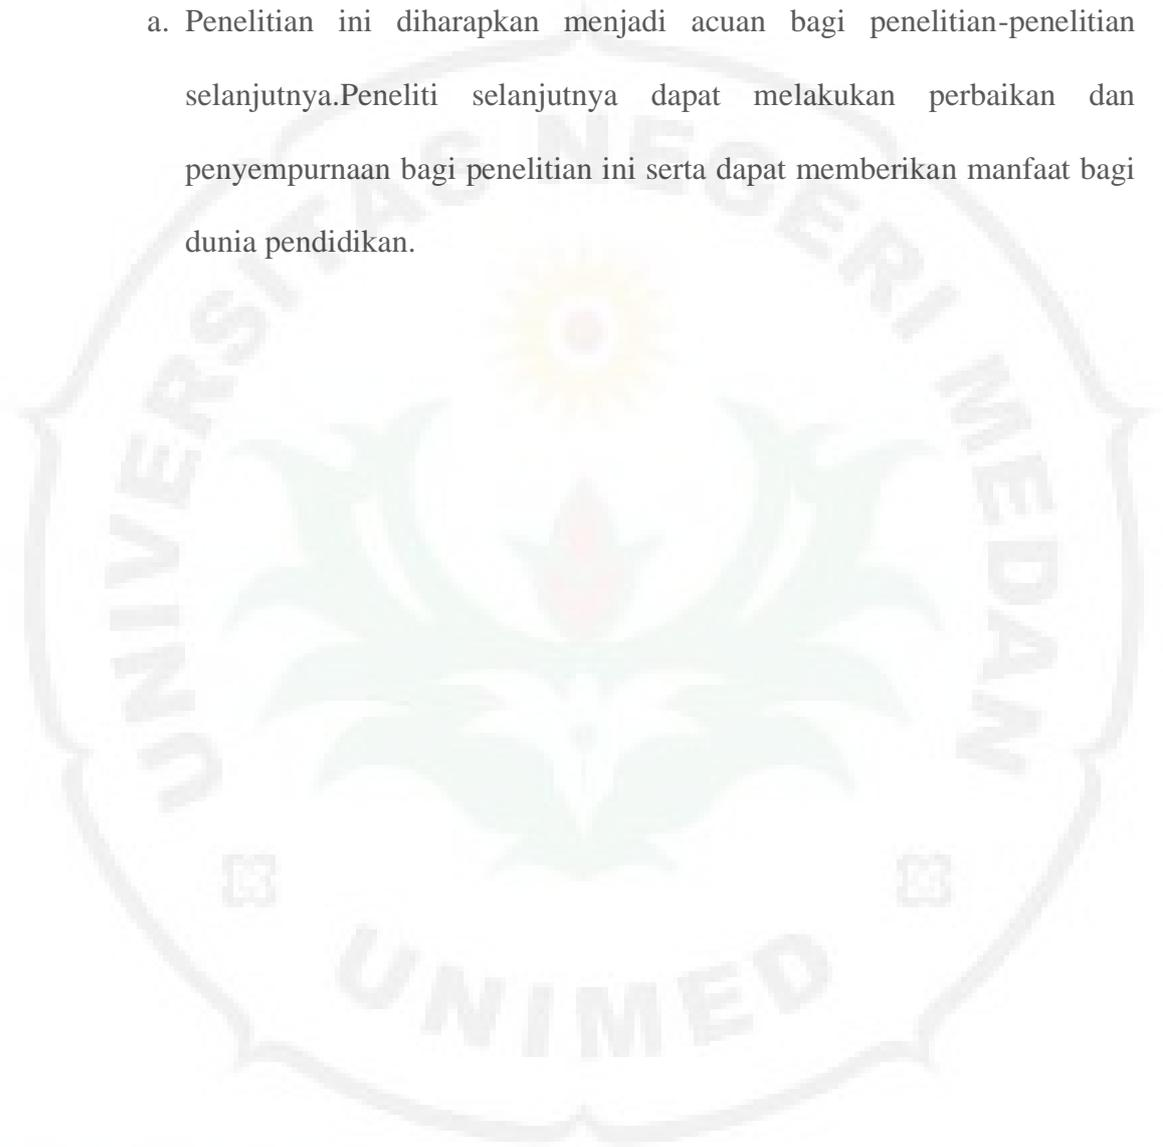 a. Penelitian ini diharapkan menjadi acuan bagi penelitian-penelitian
selanjutnya.Peneliti selanjutnya dapat melakukan perbaikan dan
penyempurnaan bagi penelitian ini serta dapat memberikan manfaat bagi
dunia pendidikan.
UNIVERSITAS NEGERI MEDAN
UNIMED